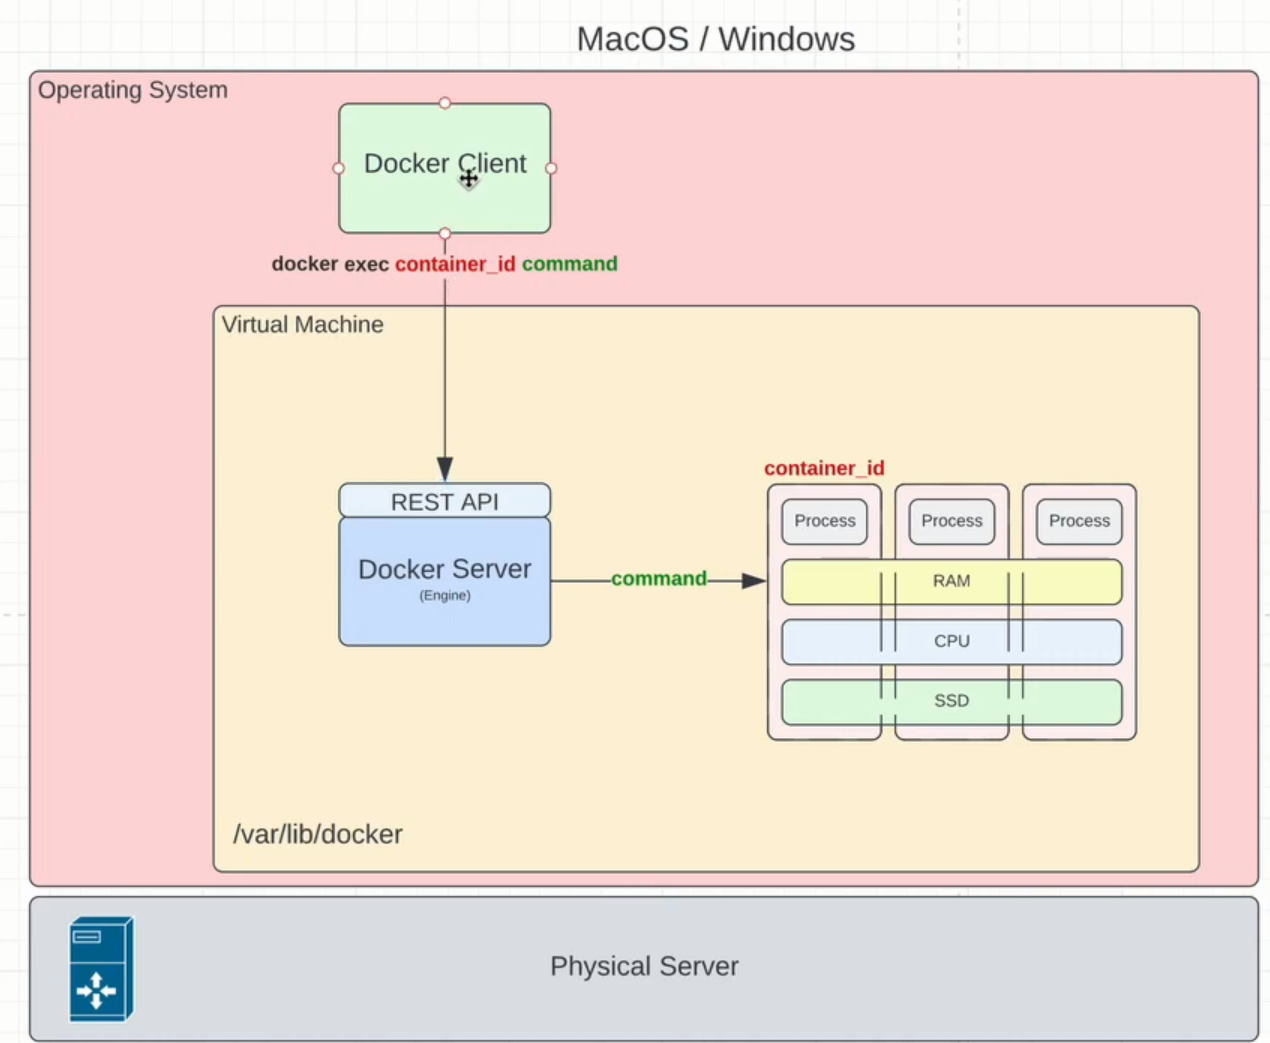 MacOS / Windows
Operating System
Docker Client
docker exec container_id command
Virtual Machine
REST API
Docker Server
(Engine)
command
container_id
Process Process Process
RAM
CPU
SSD
/var/lib/docker
Physical Server